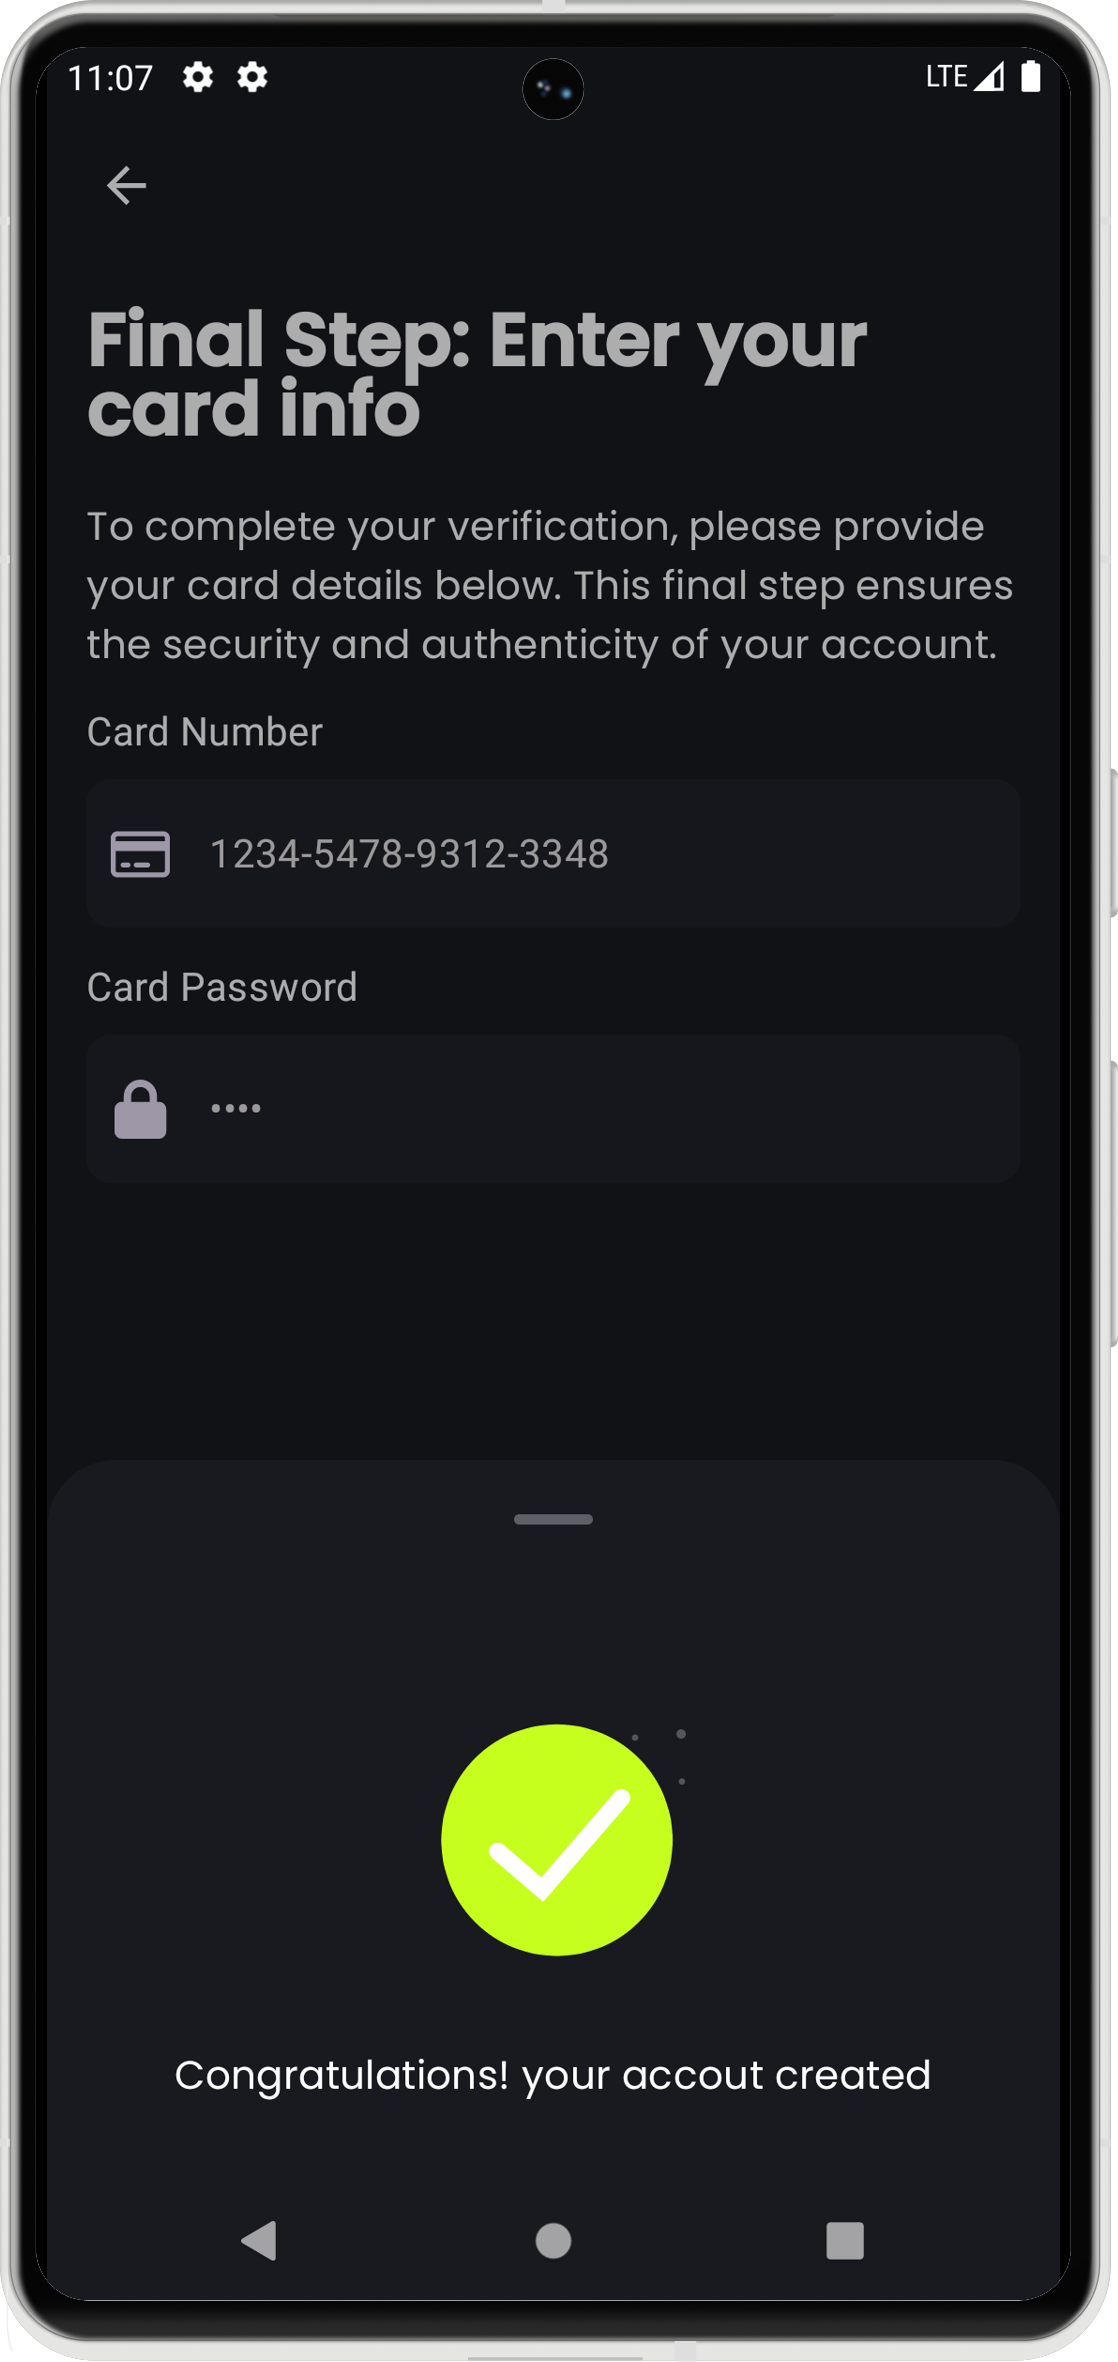 11:07
LTE
Final Step: Enter your
card info
To complete your verification, please provide
your card details below. This final step ensures
the security and authenticity of your account.
Card Number
1234-5478-9312-3348
Card Password
••••
Congratulations! your accout created